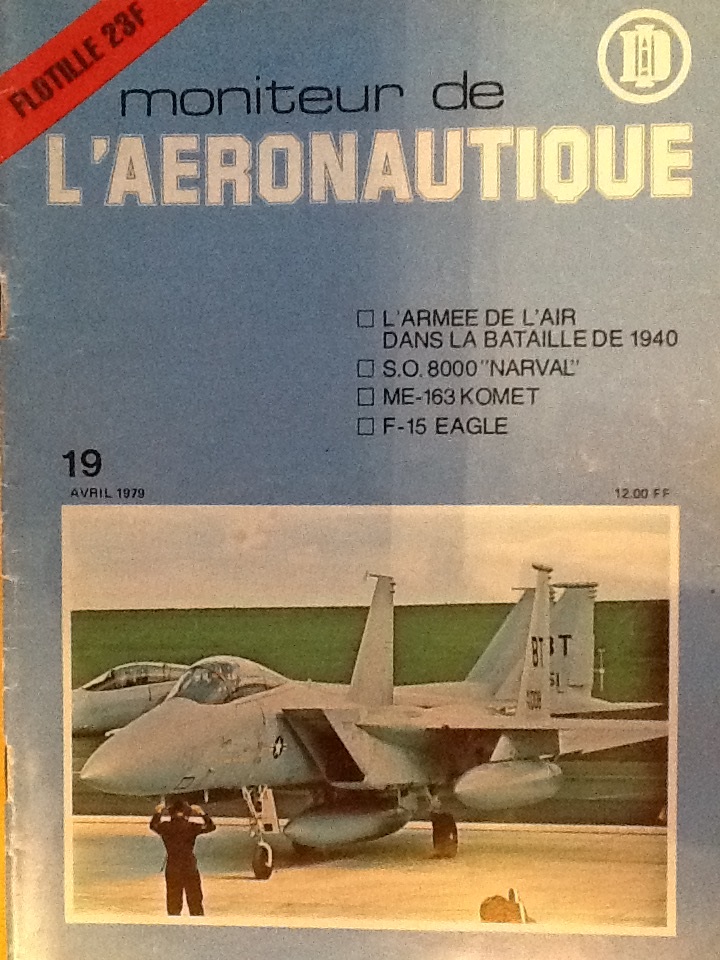 FLOTILLE 23F
moniteur de
L'AERONAUTIQUE
L'ARMEE DE L'AIR
DANS LA BATAILLE DE 1940
S.O. 8000 "NARVAL"
ME-163 KOMET
F-15 EAGLE
19
AVRIL 1979
12.00 FF
BT
BT